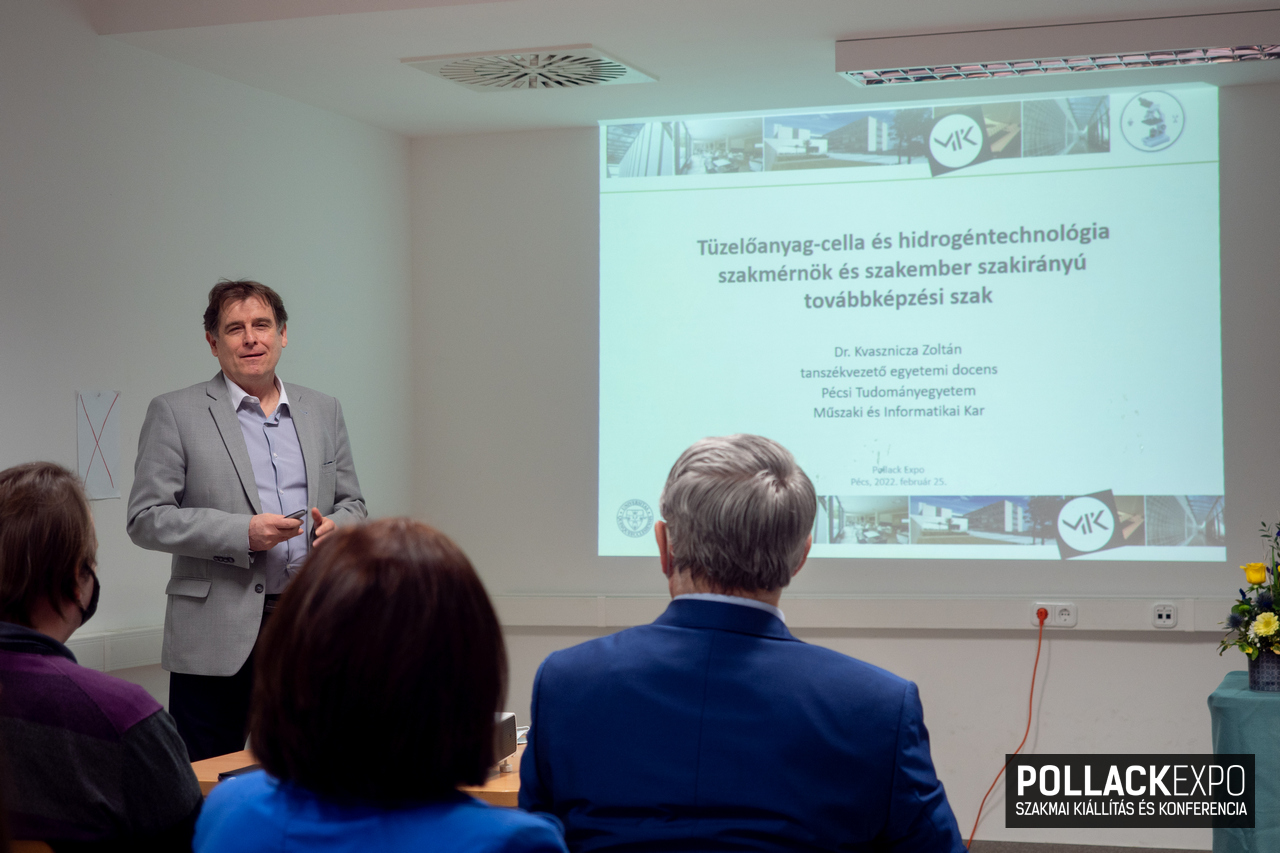 Tüzelőanyag-cella és hidrogéntechnológia
szakmérnök és szakember szakirányú
továbbképzési szak
Dr. Kvasznicza Zoltán
tanszékvezető egyetemi docens
Pécsi Tudományegyetem
Műszaki és Informatikai Kar
Pollack Expo
Pécs, 2022. február 25.
POLLACKEXPO
SZAKMAI KIÁLLÍTÁS ÉS KONFERENCIA